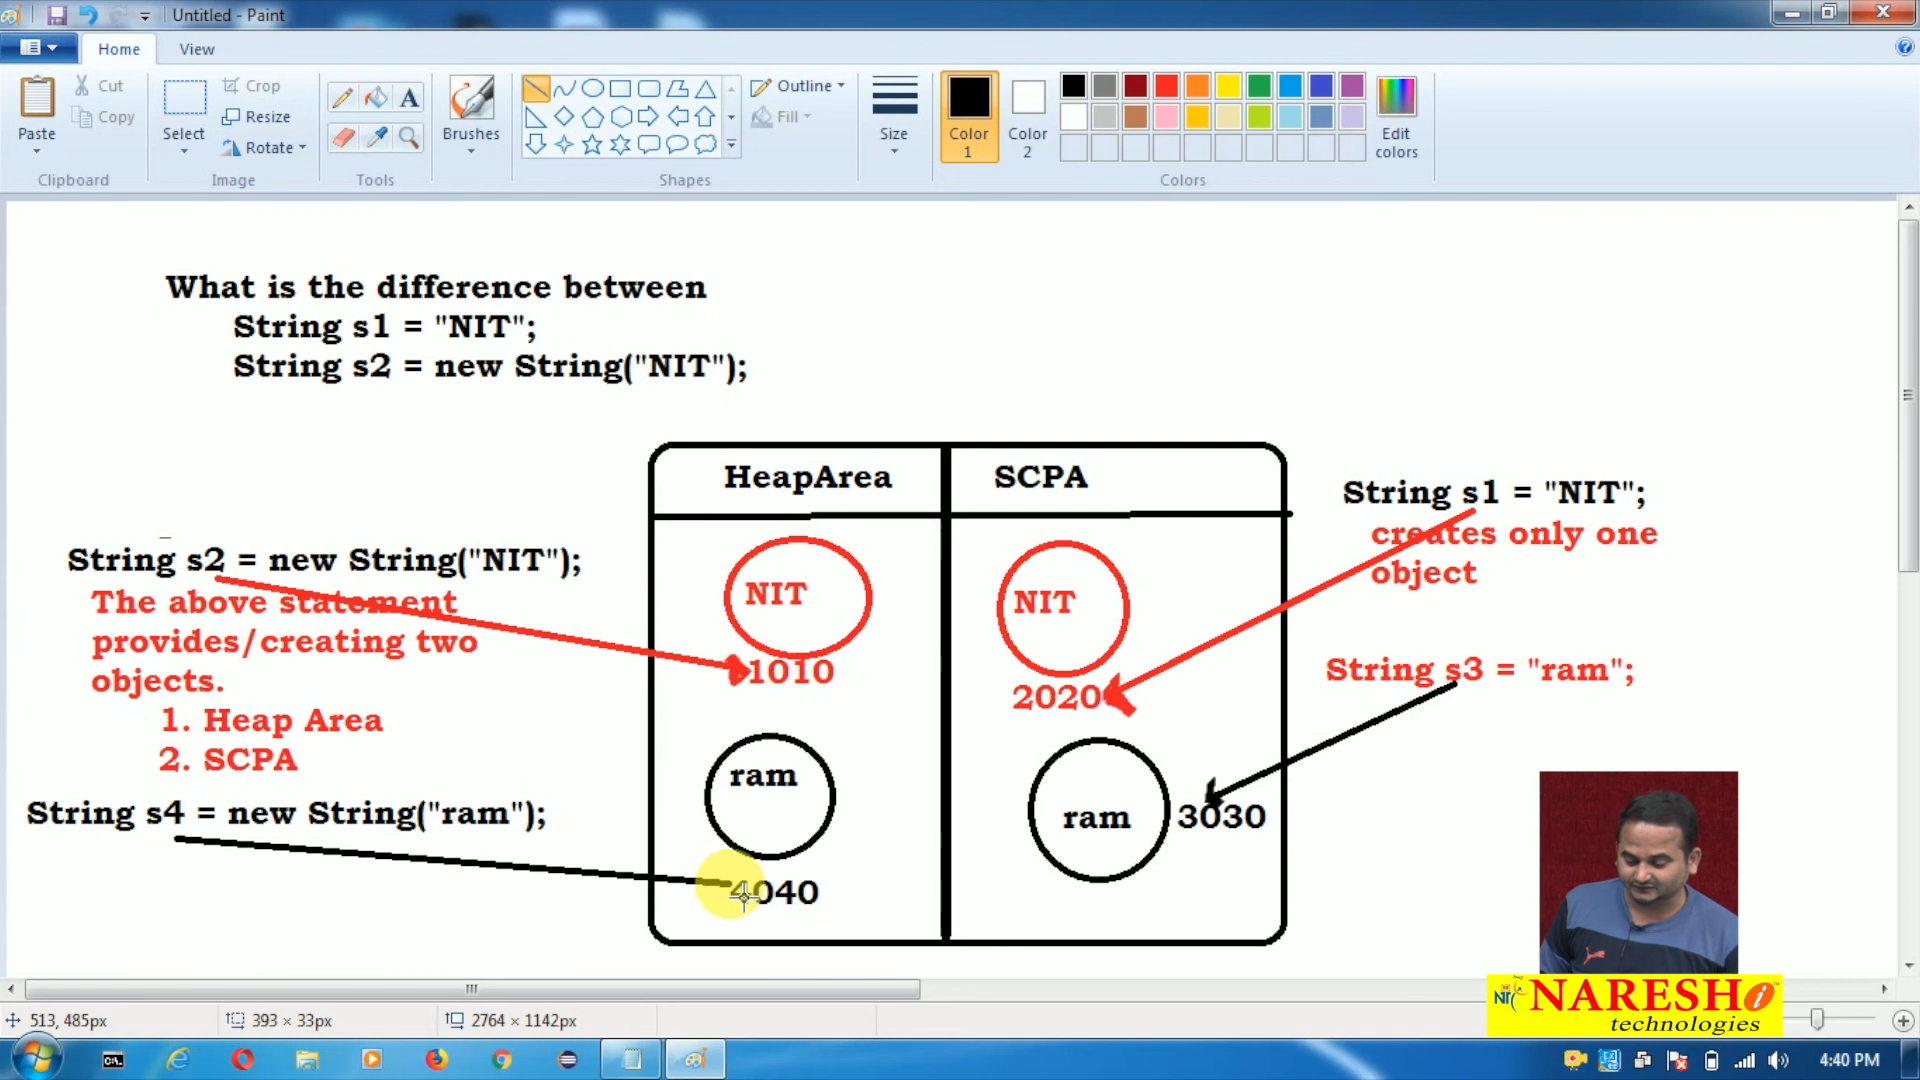 Untitled - Paint
Home
View
Paste
Cut
Copy
Clipboard
Select
Crop
Resize
Rotate
Image
A
Tools
Brushes
Shapes
Outline
Fill
Size
Color
1
Color
2
Edit
colors
Colors
What is the difference between
String s1 = "NIT";
String s2 = new String("NIT");
HeapArea
SCPA
String s1 = "NIT";
creates only one
object
String s2 = new String("NIT");
The above statement
provides/creating two
objects.
1. Heap Area
2. SCPA
NIT
1010
NIT
2020
String s3 = "ram";
ram
4040
ram
3030
String s4 = new String("ram");
513, 485px
393 × 33px
2764 × 1142px
NARESH i
technologies
4:40 PM